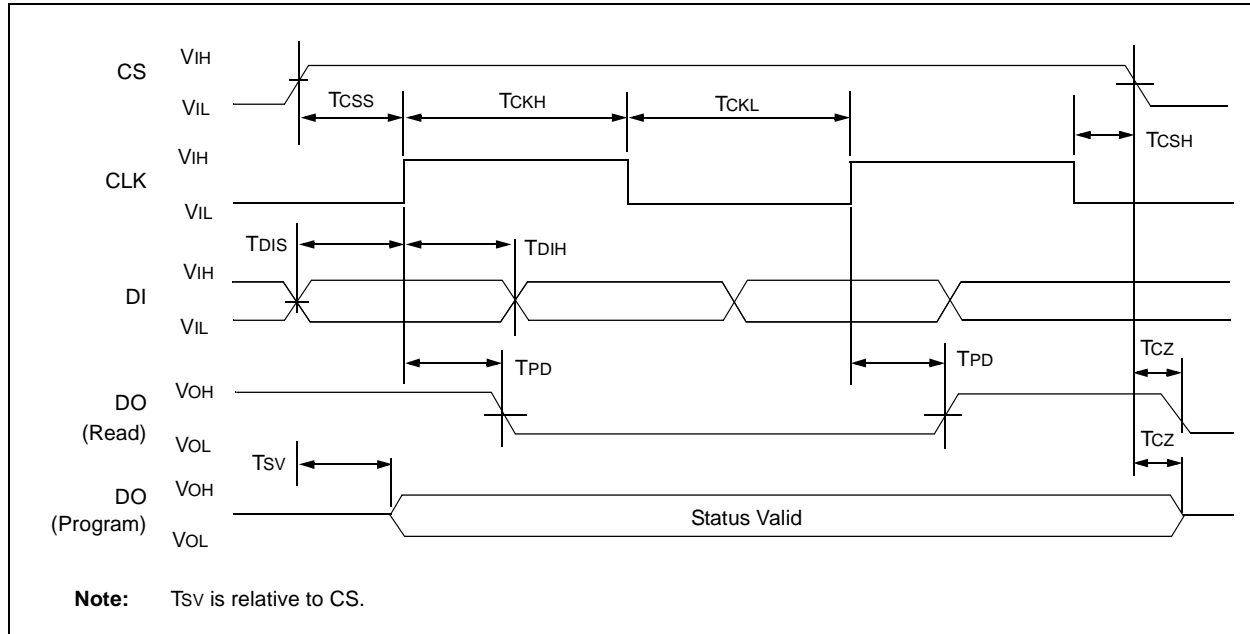 CS
VIH
VIL
TCSS
TCKH
TCKL
TCSH
CLK
VIH
VIL
TDIS
TDIH
DI
VIH
VIL
TPD
TPD
TCZ
DO
(Read)
VOH
VOL
TSV
TCZ
DO
(Program)
VOH
VOL
Status Valid
Note: TSV is relative to CS.